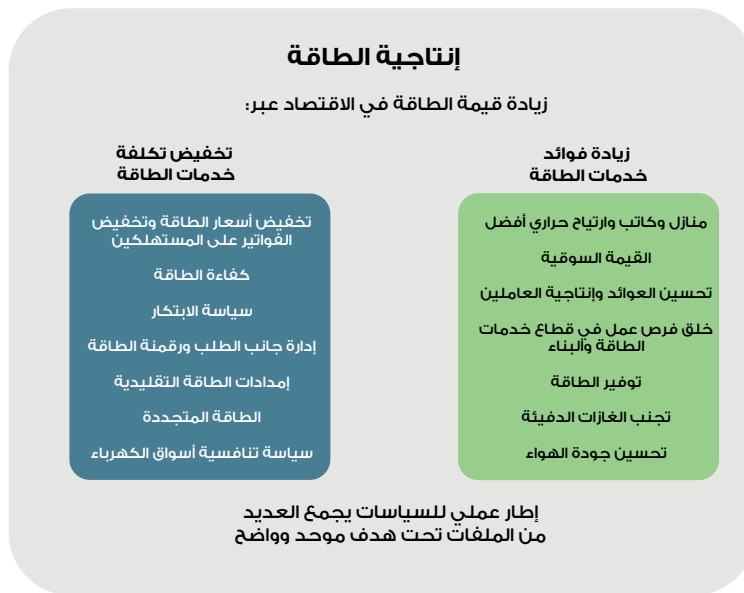 إنتاجية الطاقة
زيادة قيمة الطاقة في الاقتصاد عبر:
زيادة فوائد
خدمات الطاقة
منازل وكاتب وارتياح حراري أفضل
القيمة السوقية
تحسين العوائد وإنتاجية العاملين
خلق فرص عمل في قطاع خدمات
الطاقة والبناء
توفير الطاقة
تجنب الغازات الدفيئة
تحسين جودة الهواء
تخفيض تكلفة
خدمات الطاقة
تخفيض أسعار الطاقة وتخفيض
الفواتير على المستهلكين
كفاءة الطاقة
سياسة الابتكار
إدارة جانب الطلب ورقمنة الطاقة
إمدادات الطاقة التقليدية
الطاقة المتجددة
سياسة تنافسية أسواق الكهرباء
إطار عملي للسياسات يجمع العديد
من الملفات تحت هدف موحد وواضح